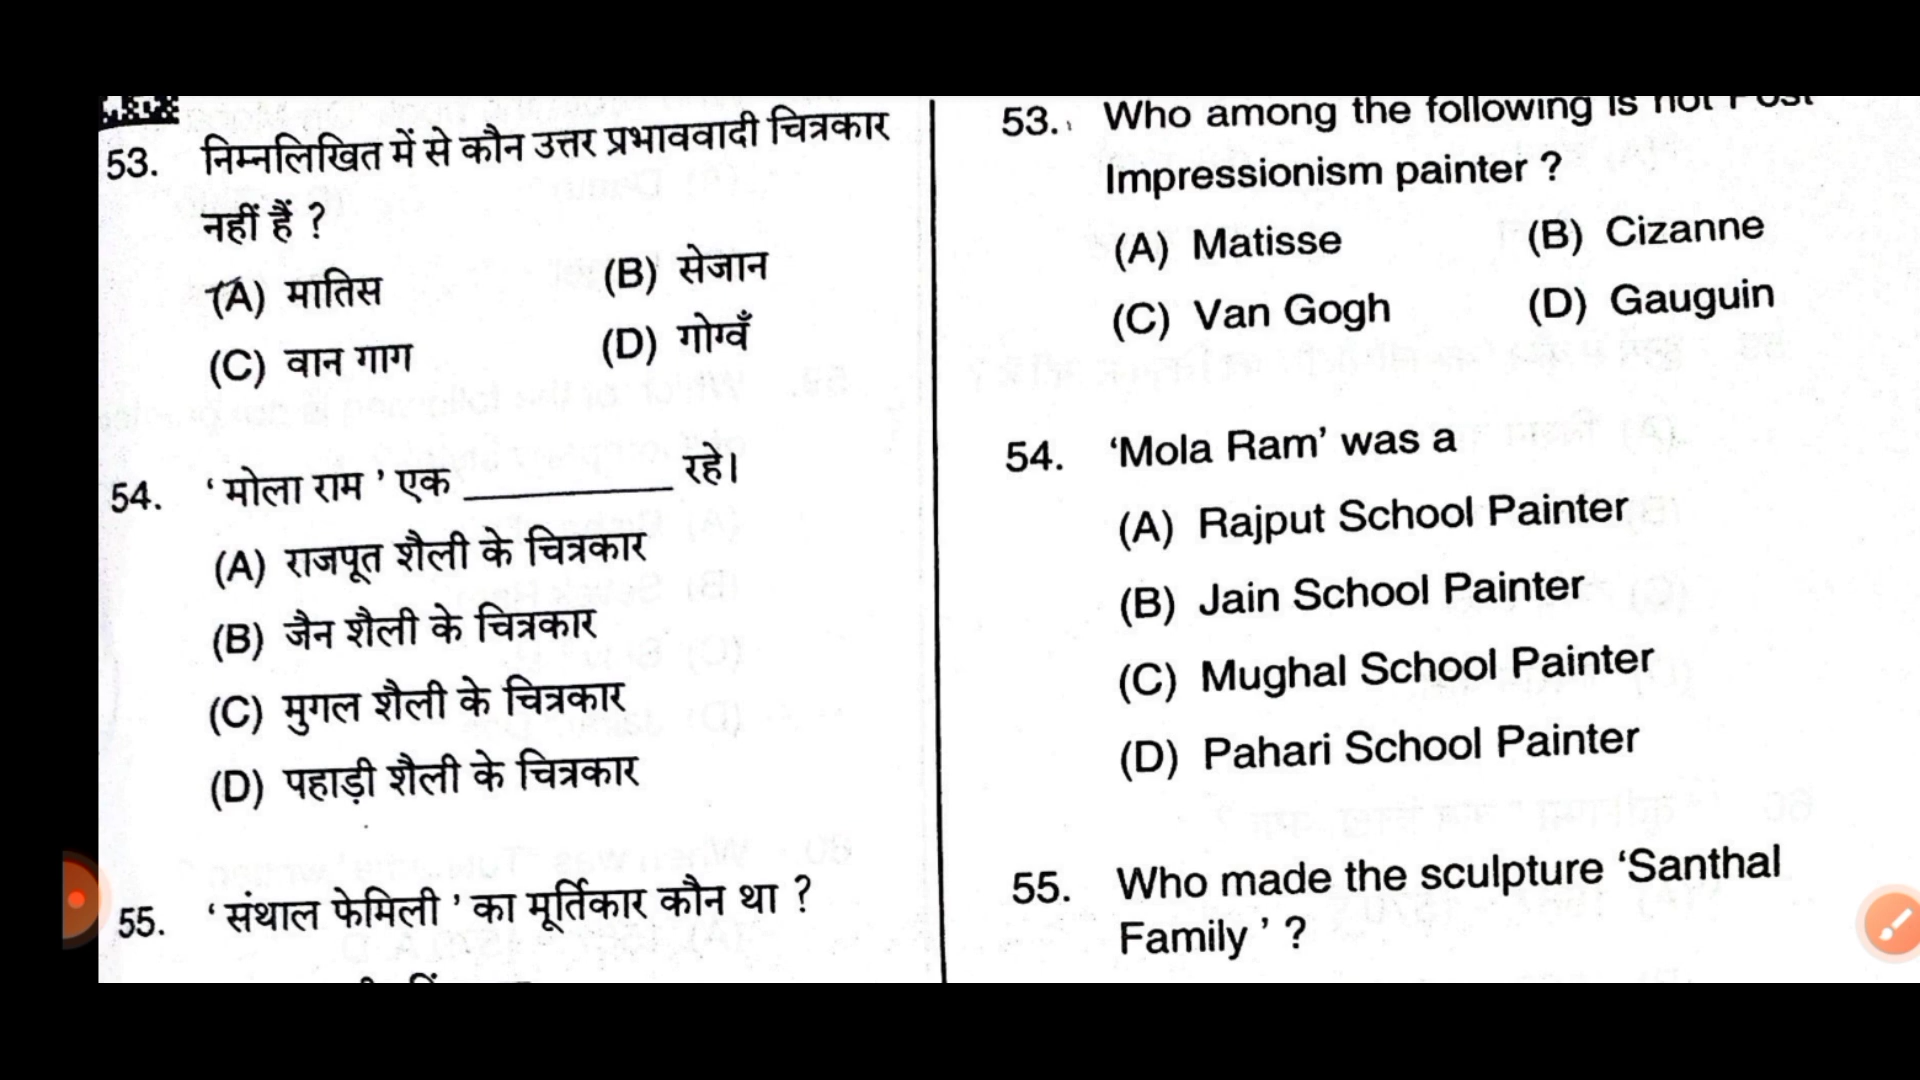 53. निम्नलिखित में से कौन उत्तर प्रभाववादी चित्रकार
नहीं हैं ?
(A) मातिस (B) सेजान
(C) वान गाग (D) गोग्वाँ
54. ‘ मोला राम ’ एक __________ रहे।
(A) राजपूत शैली के चित्रकार
(B) जैन शैली के चित्रकार
(C) मुगल शैली के चित्रकार
(D) पहाड़ी शैली के चित्रकार
55. ‘ संथाल फेमिली ’ का मूर्तिकार कौन था ?
53. Who among the following is not Post
Impressionism painter ?
(A) Matisse (B) Cizanne
(C) Van Gogh (D) Gauguin
54. ‘Mola Ram’ was a
(A) Rajput School Painter
(B) Jain School Painter
(C) Mughal School Painter
(D) Pahari School Painter
55. Who made the sculpture ‘Santhal
Family ’ ?